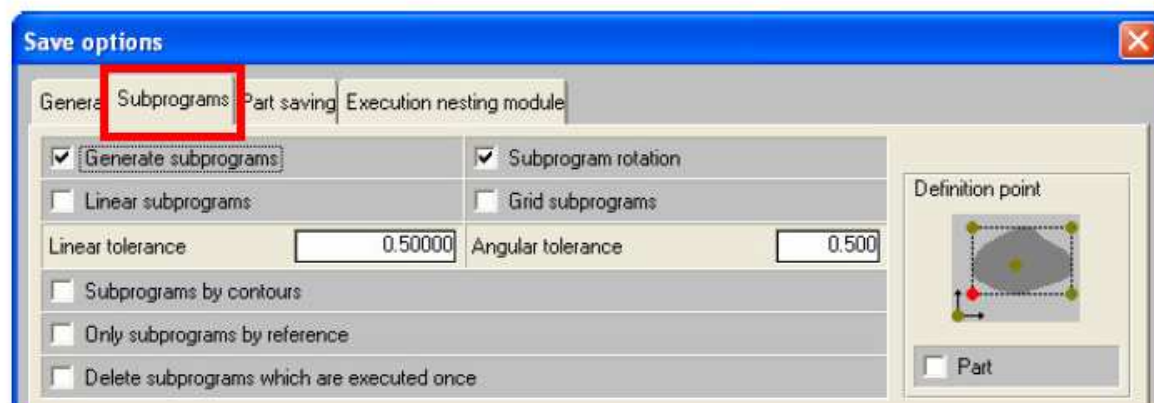 Save options
Genera Subprograms Part saving Execution nesting module
Generate subprograms Subprogram rotation
Linear subprograms Grid subprograms
Linear tolerance 0.50000 Angular tolerance 0.500
Subprograms by contours
Only subprograms by reference
Delete subprograms which are executed once
Definition point
Part